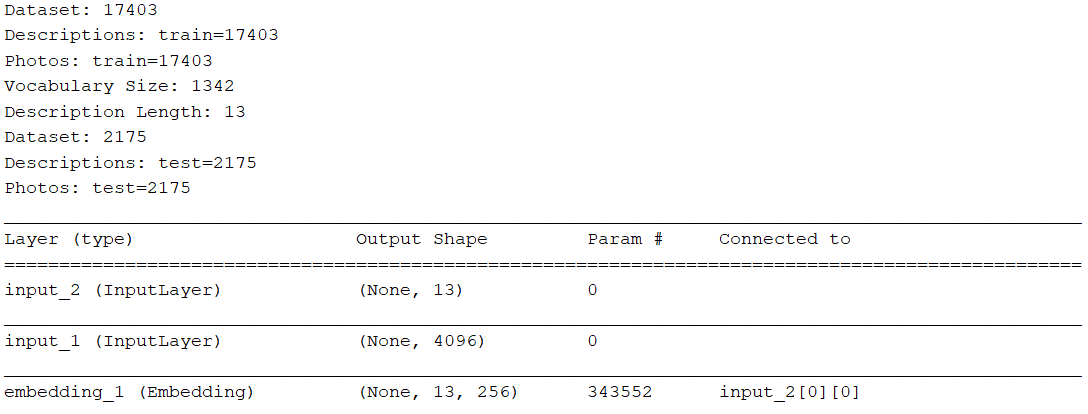 Dataset: 17403
Descriptions: train=17403
Photos: train=17403
Vocabulary Size: 1342
Description Length: 13
Dataset: 2175
Descriptions: test=2175
Photos: test=2175
Layer (type) Output Shape Param # Connected to
input_2 (InputLayer) (None, 13) 0
input_1 (InputLayer) (None, 4096) 0
embedding_1 (Embedding) (None, 13, 256) 343552 input_2[0][0]